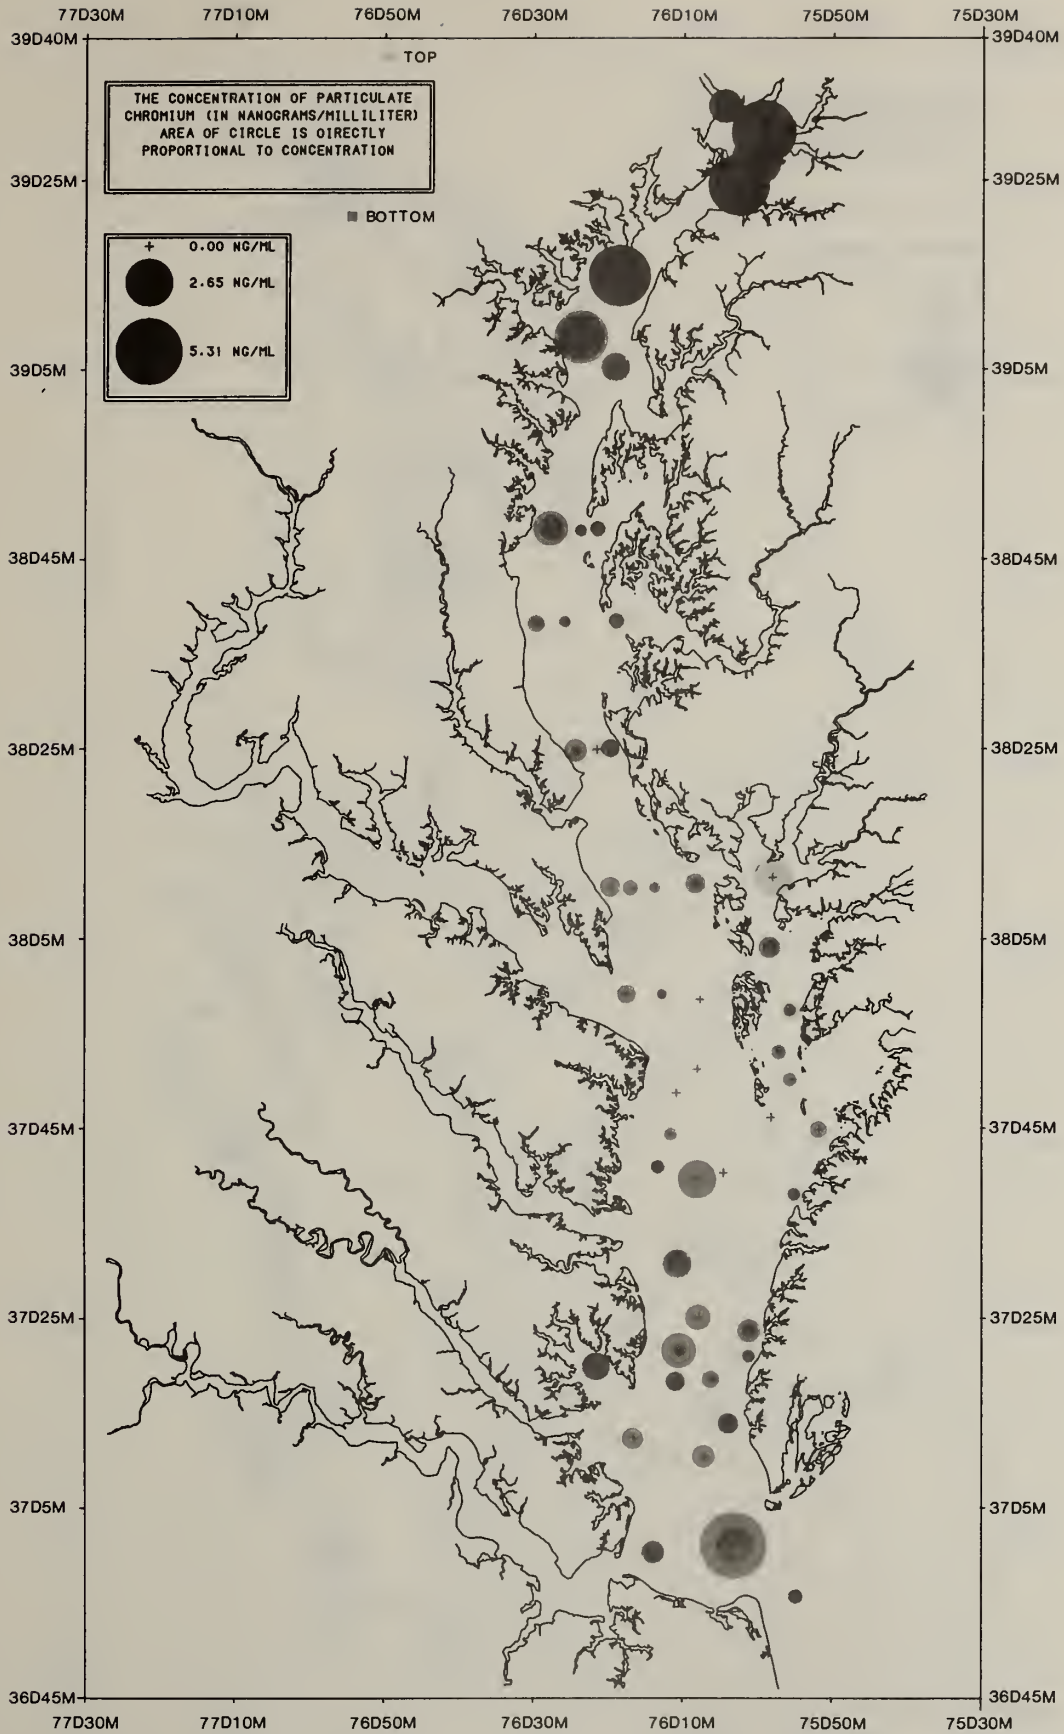 77D30M 77D10M 76D50M 76D30M 76D10M 75D50M 75D30M
39D40M 39D40M
TOP
THE CONCENTRATION OF PARTICULATE
CHROMIUM (IN NANOGRAMS/MILLILITER)
AREA OF CIRCLE IS OIRECTLY
PROPORTIONAL TO CONCENTRATION
39D25M 39D25M
BOTTOM
+ 0.00 NG/ML
2.65 NG/ML
5.31 NG/ML
39D5M 39D5M
38D45M 38D45M
38D25M 38D25M
38D5M 38D5M
37D45M 37D45M
37D25M 37D25M
37D5M 37D5M
36D45M 36D45M
77D30M 77D10M 76D50M 76D30M 76D10M 75D50M 75D30M